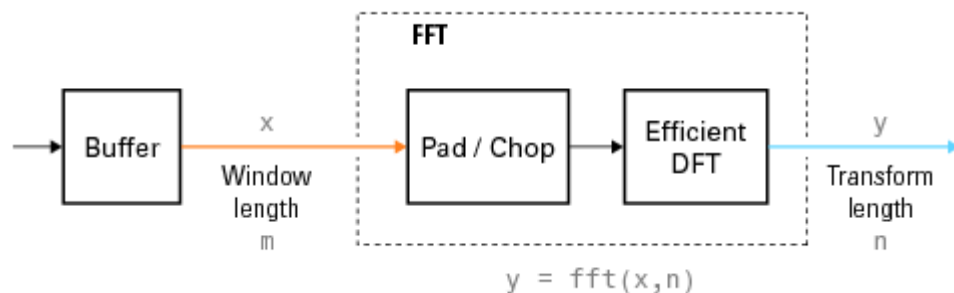 FFT
Buffer
x
Window
length
m
Pad / Chop
Efficient
DFT
y
Transform
length
n
y = fft(x,n)